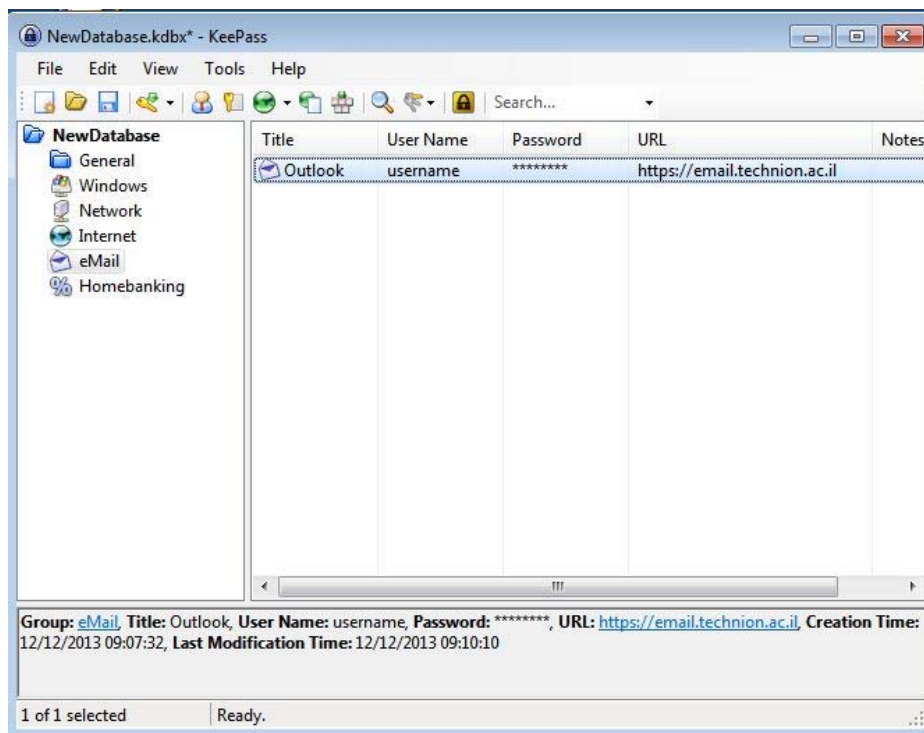 NewDatabase.kdbx* - KeePass
File Edit View Tools Help
Search...
NewDatabase
General
Windows
Network
Internet
eMail
Homebanking
Title User Name Password URL Notes
Outlook username ******** https://email.technion.ac.il
Group: eMail, Title: Outlook, User Name: username, Password: ********, URL: https://email.technion.ac.il, Creation Time:
12/12/2013 09:07:32, Last Modification Time: 12/12/2013 09:10:10
1 of 1 selected Ready.